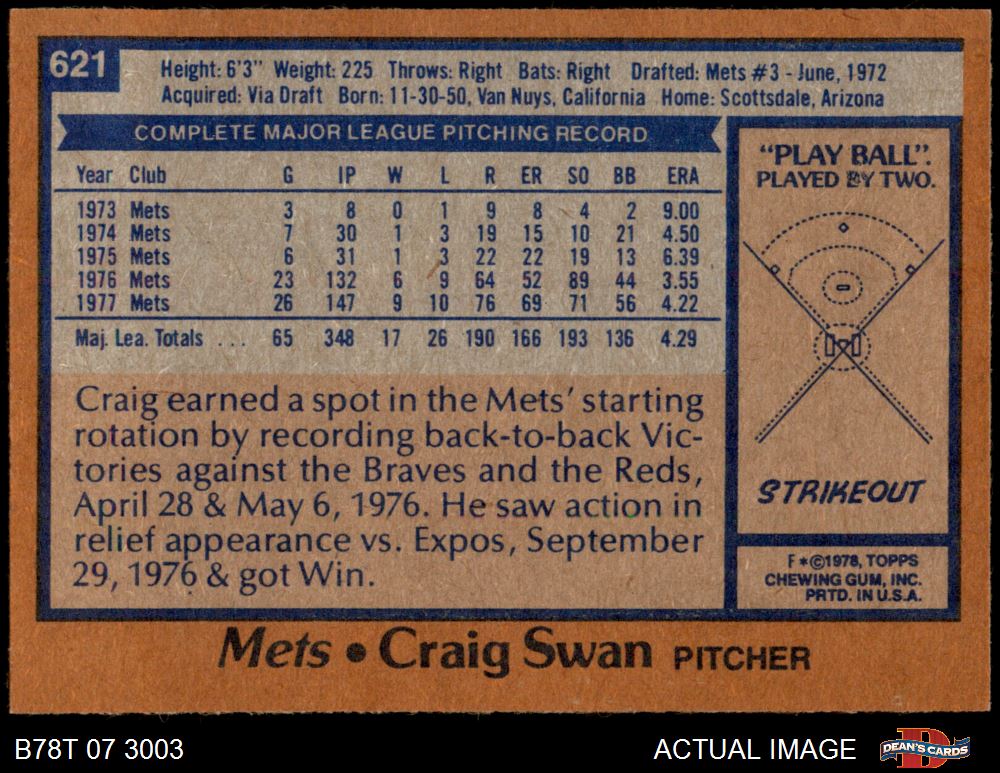 621
Height: 6'3" Weight: 225 Throws: Right Bats: Right Drafted: Mets #3 - June, 1972
Acquired: Via Draft Born: 11-30-50, Van Nuys, California Home: Scottsdale, Arizona
COMPLETE MAJOR LEAGUE PITCHING RECORD
Year Club G IP W L R ER SO BB ERA
1973 Mets 3 8 0 1 9 8 4 2 9.00
1974 Mets 7 30 1 3 19 15 10 21 4.50
1975 Mets 6 31 1 3 22 22 19 13 6.39
1976 Mets 23 132 6 9 64 52 89 44 3.55
1977 Mets 26 147 9 10 76 69 71 56 4.22
Maj. Lea. Totals ... 65 348 17 26 190 166 193 136 4.29
Craig earned a spot in the Mets' starting
rotation by recording back-to-back Vic-
tories against the Braves and the Reds,
April 28 & May 6, 1976. He saw action in
relief appearance vs. Expos, September
29, 1976 & got Win.
"PLAY BALL".
PLAYED BY TWO.
STRIKEOUT
F*©1978, TOPPS
CHEWING GUM, INC.
PRTD. IN U.S.A.
Mets • Craig Swan PITCHER
B78T 07 3003
ACTUAL IMAGE
DEAN'S CARDS